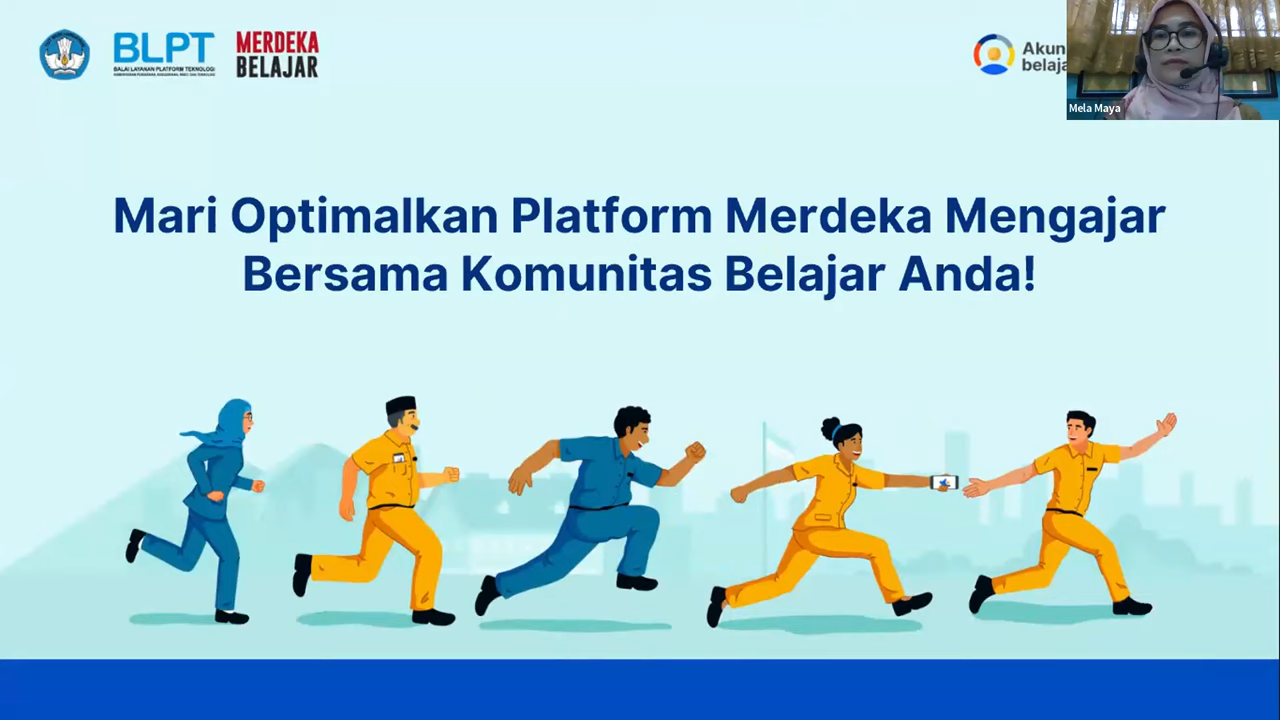 BLPT
BALAI LAYANAN PLATFORM TEKNOLOGI
MERDEKA
BELAJAR
Akun
belaja
Mela Maya
Mari Optimalkan Platform Merdeka Mengajar
Bersama Komunitas Belajar Anda!